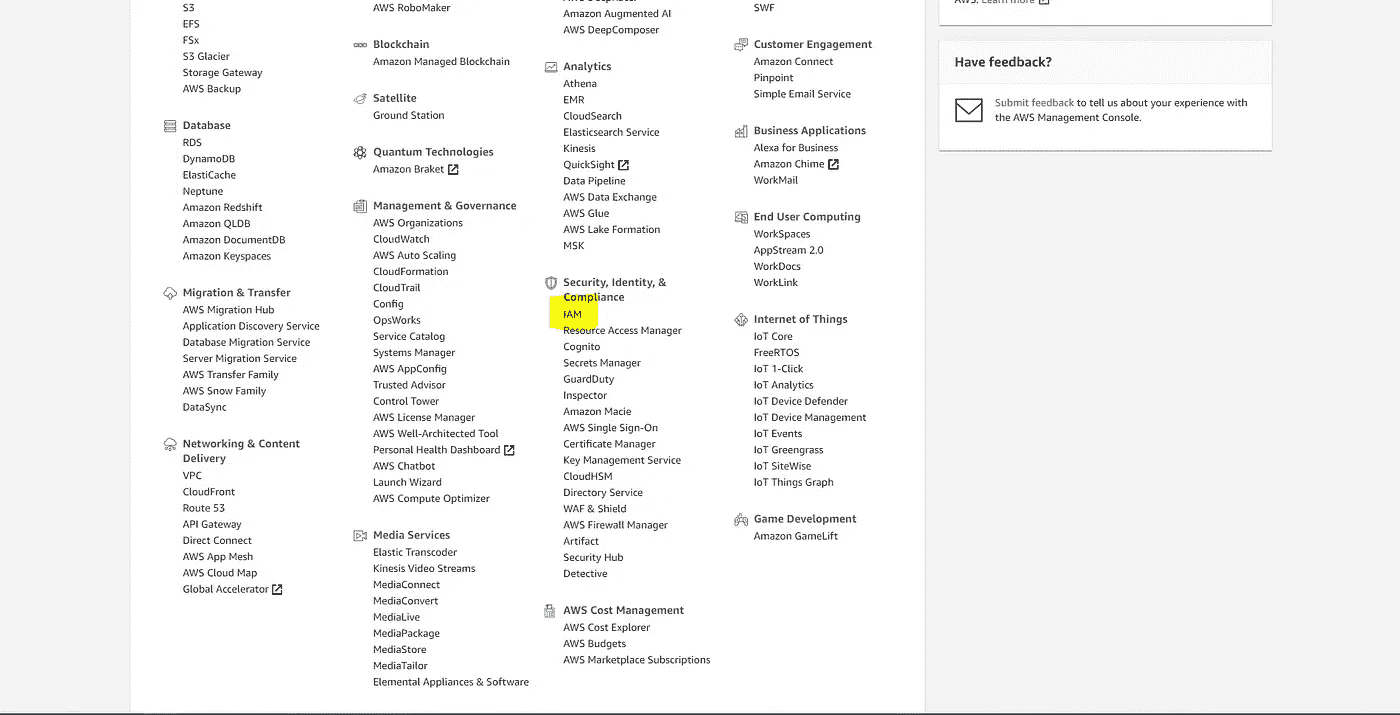 S3
EFS
FSx
S3 Glacier
Storage Gateway
AWS Backup
Database
RDS
DynamoDB
ElastiCache
Neptune
Amazon Redshift
Amazon QLDB
Amazon DocumentDB
Amazon Keyspaces
Migration & Transfer
AWS Migration Hub
Application Discovery Service
Database Migration Service
Server Migration Service
AWS Transfer Family
AWS Snow Family
DataSync
Networking & Content
Delivery
VPC
CloudFront
Route 53
API Gateway
Direct Connect
AWS App Mesh
AWS Cloud Map
Global Accelerator
AWS RoboMaker
Blockchain
Amazon Managed Blockchain
Satellite
Ground Station
Quantum Technologies
Amazon Braket
Management & Governance
AWS Organizations
CloudWatch
AWS Auto Scaling
CloudFormation
CloudTrail
Config
OpsWorks
Service Catalog
Systems Manager
AWS AppConfig
Trusted Advisor
Control Tower
AWS License Manager
AWS Well-Architected Tool
Personal Health Dashboard
AWS Chatbot
Launch Wizard
AWS Compute Optimizer
Media Services
Elastic Transcoder
Kinesis Video Streams
MediaConnect
MediaConvert
MediaLive
MediaPackage
MediaStore
MediaTailor
Elemental Appliances & Software
Amazon Augmented AI
AWS DeepComposer
Analytics
Athena
EMR
CloudSearch
Elasticsearch Service
Kinesis
QuickSight
Data Pipeline
AWS Data Exchange
AWS Glue
AWS Lake Formation
MSK
Security, Identity, &
Compliance
IAM
Resource Access Manager
Cognito
Secrets Manager
GuardDuty
Inspector
Amazon Macie
AWS Single Sign-On
Certificate Manager
Key Management Service
CloudHSM
Directory Service
WAF & Shield
AWS Firewall Manager
Artifact
Security Hub
Detective
AWS Cost Management
AWS Cost Explorer
AWS Budgets
AWS Marketplace Subscriptions
SWF
Customer Engagement
Amazon Connect
Pinpoint
Simple Email Service
Business Applications
Alexa for Business
Amazon Chime
WorkMail
End User Computing
WorkSpaces
AppStream 2.0
WorkDocs
WorkLink
Internet of Things
IoT Core
FreeRTOS
IoT 1-Click
IoT Analytics
IoT Device Defender
IoT Device Management
IoT Events
IoT Greengrass
IoT SiteWise
IoT Things Graph
Game Development
Amazon GameLift
AWS. Learn more
Have feedback?
Submit feedback to tell us about your experience with
the AWS Management Console.